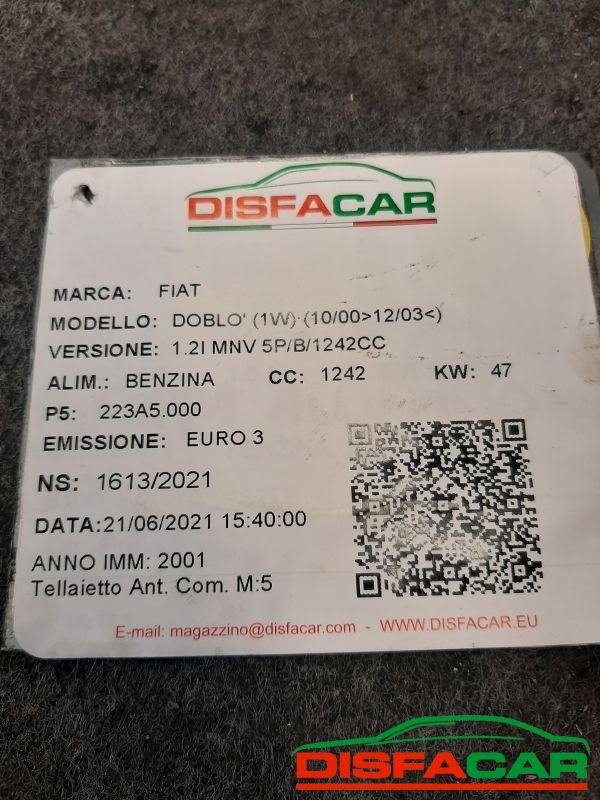 DISFACAR
MARCA: FIAT
MODELLO: DOBLO' (1W) (10/00>12/03<)
VERSIONE: 1.2I MNV 5P/B/1242CC
ALIM.: BENZINA CC: 1242 KW: 47
P5: 223A5.000
EMISSIONE: EURO 3
NS: 1613/2021
DATA:21/06/2021 15:40:00
ANNO IMM: 2001
Tellaietto Ant. Com. M:5
E-mail: magazzino@disfacar.com - WWW.DISFACAR.EU
DISFACAR